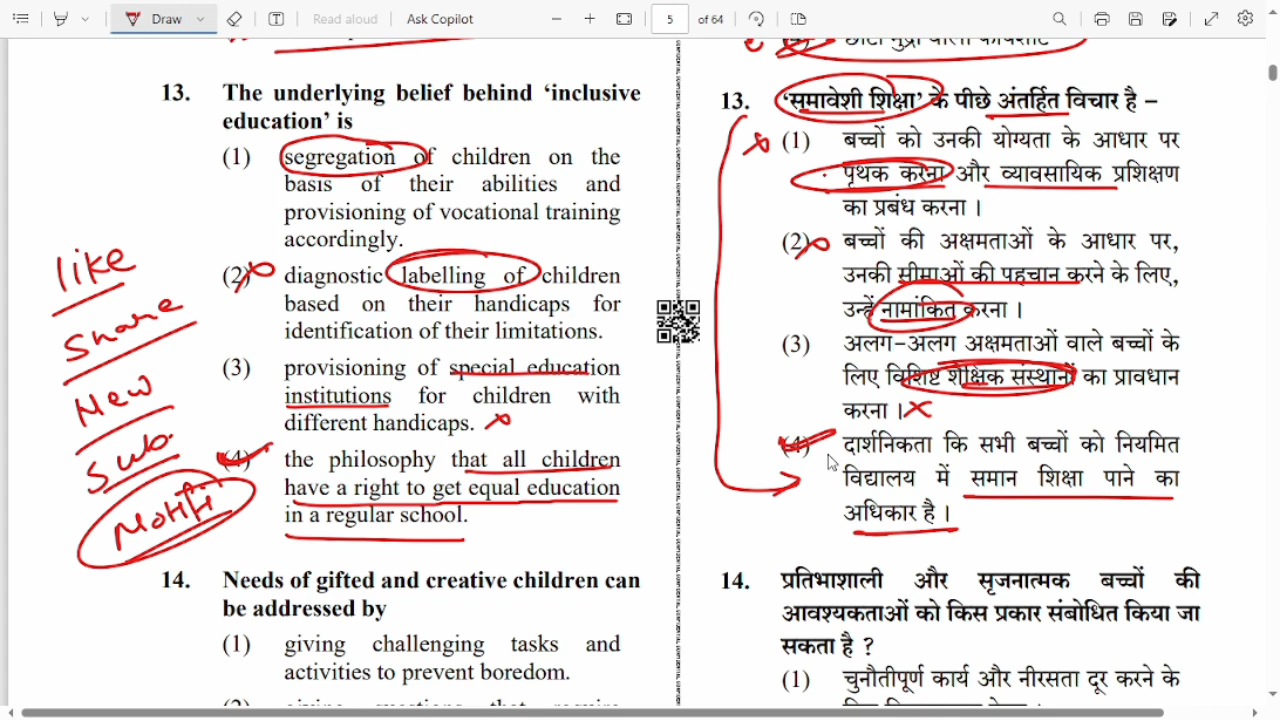 Draw
Read aloud
Ask Copilot
5
of 64
13. The underlying belief behind ‘inclusive
education’ is
(1) segregation of children on the
basis of their abilities and
provisioning of vocational training
accordingly.
(2) diagnostic labelling of children
based on their handicaps for
identification of their limitations.
(3) provisioning of special education
institutions for children with
different handicaps.
(4) the philosophy that all children
have a right to get equal education
in a regular school.
14. Needs of gifted and creative children can
be addressed by
(1) giving challenging tasks and
activities to prevent boredom.
like
Share
New
Sub
13. ‘समावेशी शिक्षा’ के पीछे अंतर्हित विचार है –
(1) बच्चों को उनकी योग्यता के आधार पर
पृथक करना और व्यावसायिक प्रशिक्षण
का प्रबंध करना ।
(2) बच्चों की अक्षमताओं के आधार पर,
उनकी सीमाओं की पहचान करने के लिए,
उन्हें नामांकित करना ।
(3) अलग-अलग अक्षमताओं वाले बच्चों के
लिए विशिष्ट शैक्षिक संस्थानों का प्रावधान
करना ।
(4) दार्शनिकता कि सभी बच्चों को नियमित
विद्यालय में समान शिक्षा पाने का
अधिकार है ।
14. प्रतिभाशाली और सृजनात्मक बच्चों की
आवश्यकताओं को किस प्रकार संबोधित किया जा
सकता है ?
(1) चुनौतीपूर्ण कार्य और नीरसता दूर करने के